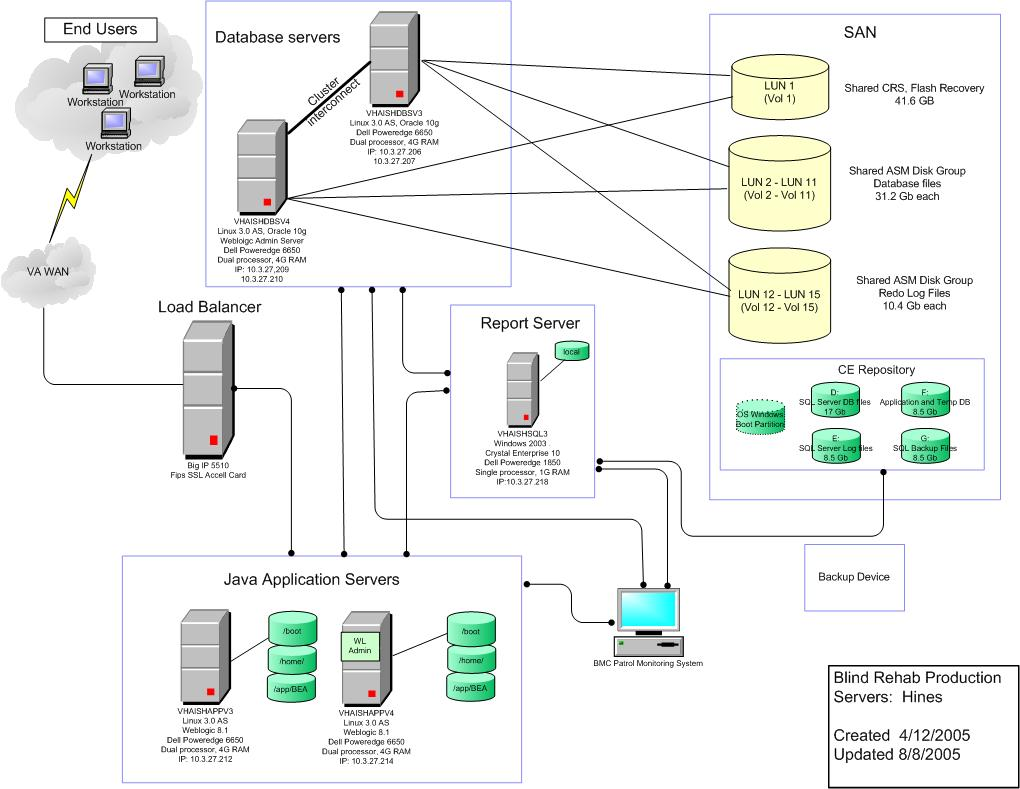 End Users
Workstation
Workstation
Workstation
VA WAN
Database servers
Cluster
Interconnect
VHAISHDBSV3
Linux 3.0 AS, Oracle 10g
Dell Poweredge 6650
Dual processor, 4G RAM
IP: 10.3.27.206
10.3.27.207
VHAISHDBSV4
Linux 3.0 AS, Oracle 10g
Webloigc Admin Server
Dell Poweredge 6650
Dual processor, 4G RAM
IP: 10.3.27,209
10.3.27.210
SAN
LUN 1
(Vol 1)
Shared CRS, Flash Recovery
41.6 GB
LUN 2 - LUN 11
(Vol 2 - Vol 11)
Shared ASM Disk Group
Database files
31.2 Gb each
LUN 12 - LUN 15
(Vol 12 - Vol 15)
Shared ASM Disk Group
Redo Log Files
10.4 Gb each
CE Repository
OS Windows
Boot Partition
D:
SQL Server DB files
17 Gb
F:
Application and Temp DB
8.5 Gb
E:
SQL Server Log files
8.5 Gb
G:
SQL Backup Files
8.5 Gb
Load Balancer
Big IP 5510
Fips SSL Accell Card
Report Server
local
VHAISHSQL3
Windows 2003
Crystal Enterprise 10
Dell Poweredge 1850
Single processor, 1G RAM
IP:10.3.27.218
Backup Device
Java Application Servers
/boot
/home/
/app/BEA
VHAISHAPPV3
Linux 3.0 AS
Weblogic 8.1
Dell Poweredge 6650
Dual processor, 4G RAM
IP: 10.3.27.212
WL
Admin
/boot
/home/
/app/BEA
VHAISHAPPV4
Linux 3.0 AS
Weblogic 8.1
Dell Poweredge 6650
Dual processor, 4G RAM
IP: 10.3.27.214
BMC Patrol Monitoring System
Blind Rehab Production
Servers: Hines
Created 4/12/2005
Updated 8/8/2005